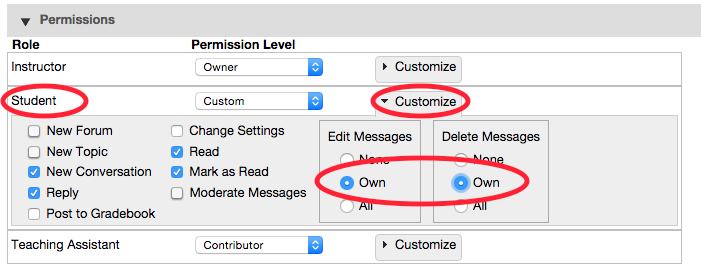 Permissions
Role Permission Level
Instructor Owner Customize
Student Custom Customize
New Forum Change Settings Edit Messages Delete Messages
New Topic Read None None
New Conversation Mark as Read Own Own
Reply Moderate Messages All All
Post to Gradebook
Teaching Assistant Contributor Customize